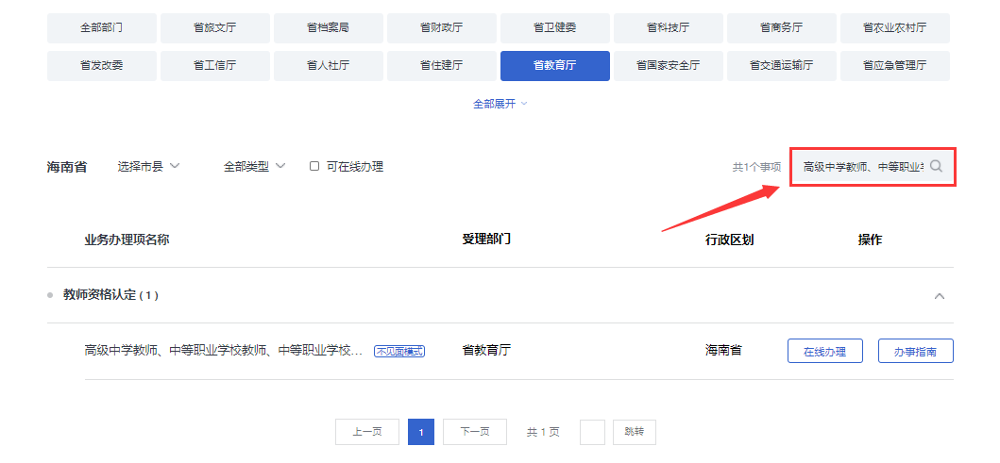 全部部门 省旅文厅 省档案局 省财政厅 省卫健委 省科技厅 省商务厅 省农业农村厅
省发改委 省工信厅 省人社厅 省住建厅 省教育厅 省国家安全厅 省交通运输厅 省应急管理厅
全部展开
海南省 选择市县 全部类型 可在线办理 共1个事项 高级中学教师、中等职业
业务办理项名称 受理部门 行政区划 操作
教师资格认定 ( 1 )
高级中学教师、中等职业学校教师、中等职业学校... 不见面模式 省教育厅 海南省 在线办理 办事指南
上一页 1 下一页 共 1 页 跳转